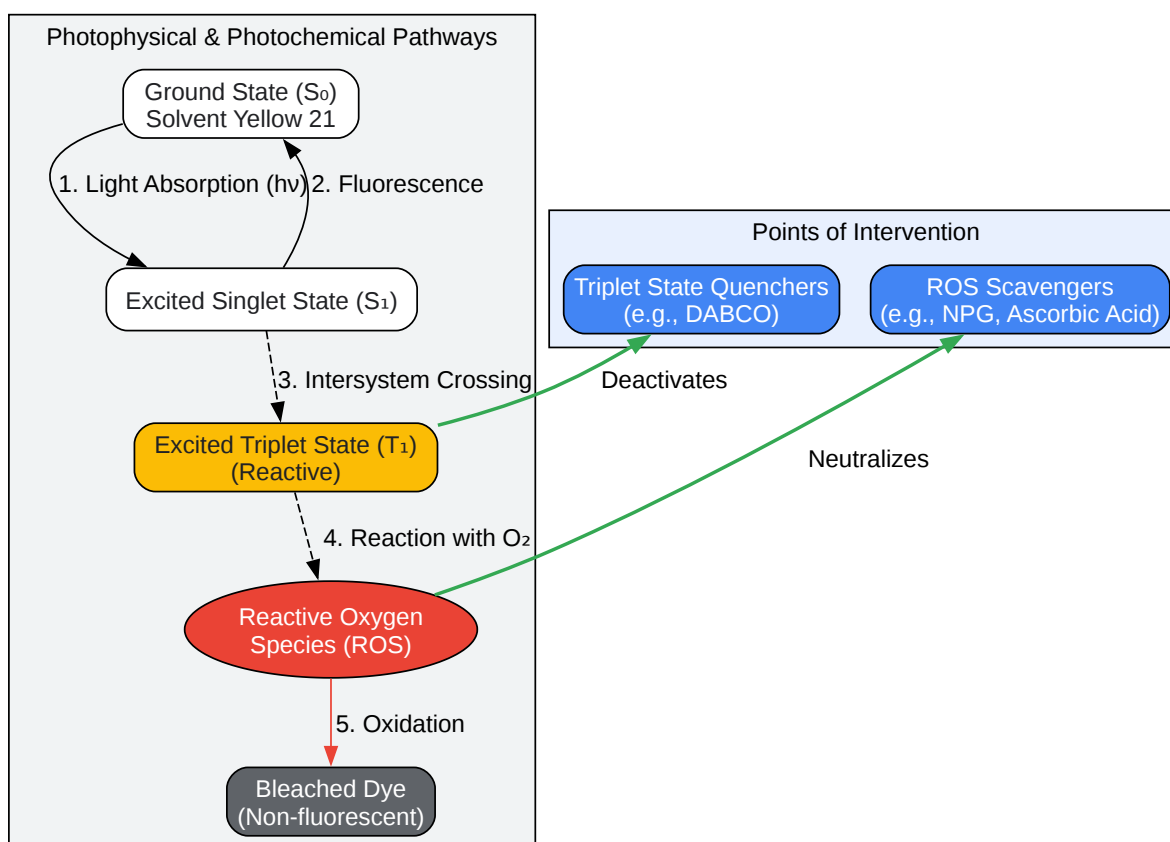 Photophysical & Photochemical Pathways
Ground State (S₀)
Solvent Yellow 21
1. Light Absorption (hν)
2. Fluorescence
Excited Singlet State (S₁)
3. Intersystem Crossing
Excited Triplet State (T₁)
(Reactive)
4. Reaction with O₂
Reactive Oxygen
Species (ROS)
5. Oxidation
Bleached Dye
(Non-fluorescent)
Points of Intervention
Triplet State Quenchers
(e.g., DABCO)
ROS Scavengers
(e.g., NPG, Ascorbic Acid)
Deactivates
Neutralizes